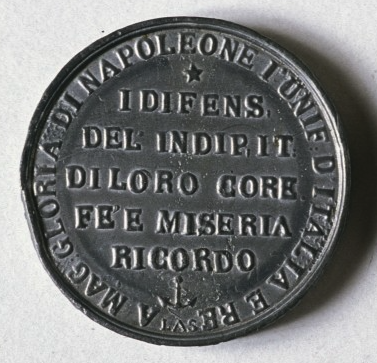 A MAG: GLORIA DI NAPOLEONE I° UNIF: D ITALIA E RE
I DIFENS.
DEL' INDIP. IT.
DI LORO CORE
FE' E MISERIA
RICORDO